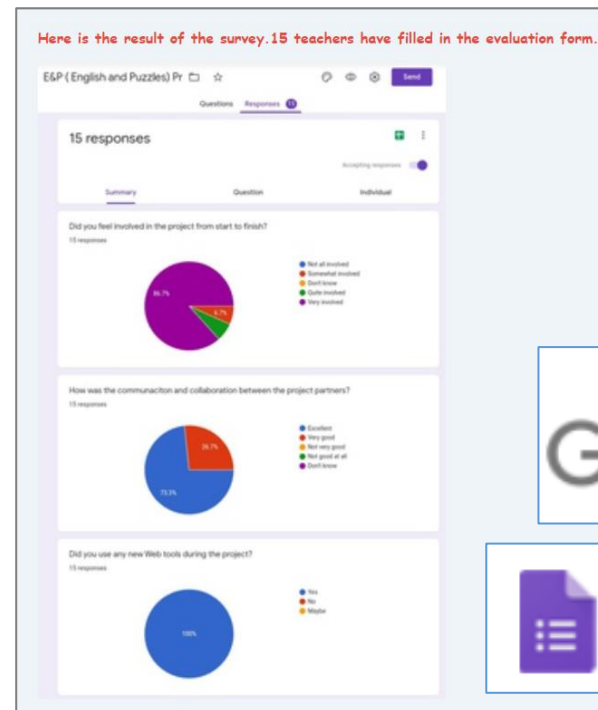 Here is the result of the survey.15 teachers have filled in the evaluation form.
E&P ( English and Puzzles) Pr
Send
Questions Responses 15
15 responses
Accepting responses
Summary Question Individual
Did you feel involved in the project from start to finish?
15 responses
86.7%
6.7%
Not all involved
Somewhat involved
Don't know
Quite involved
Very involved
How was the communaciton and collaboration between the project partners?
15 responses
26.7%
73.3%
Excellent
Very good
Not very good
Not good at all
Don't know
Did you use any new Web tools during the project?
15 responses
100%
Yes
No
Maybe